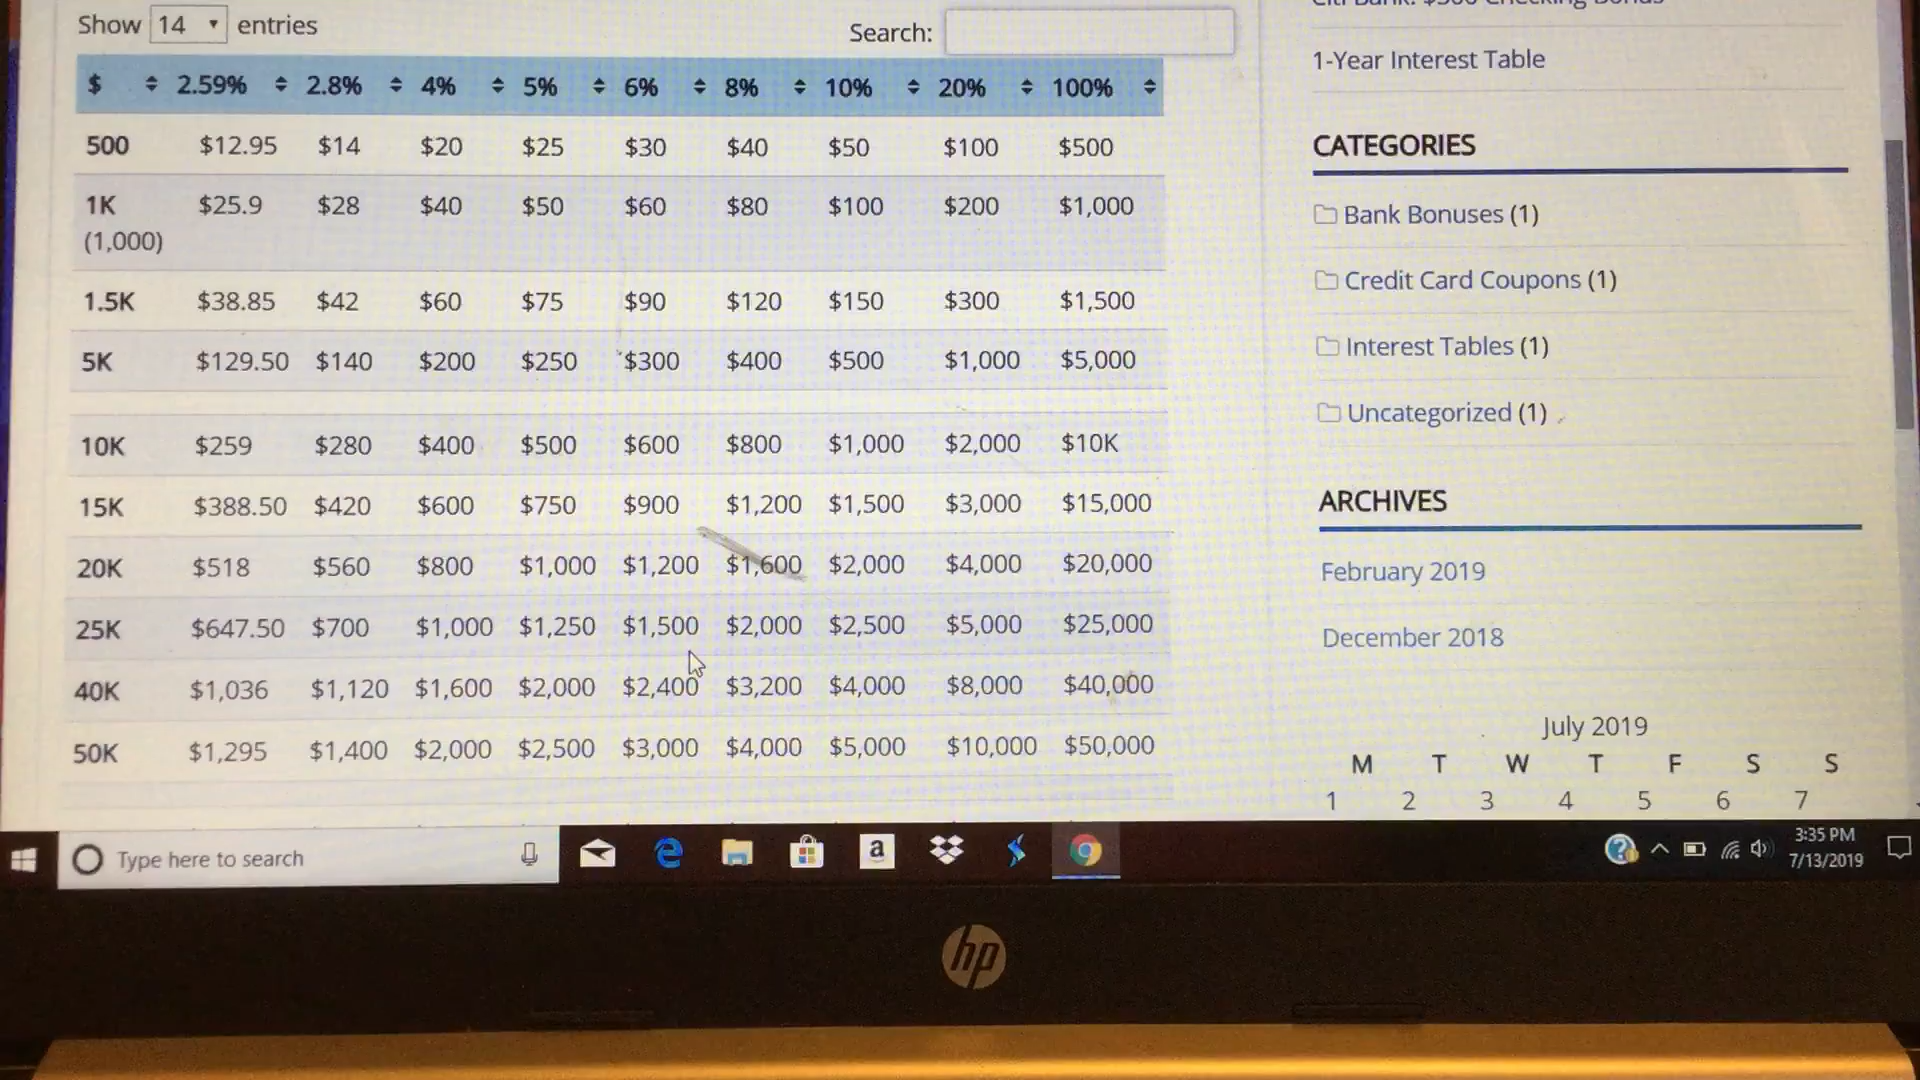 Show 14 entries
Search:
$ 2.59% 2.8% 4% 5% 6% 8% 10% 20% 100%
500 $12.95 $14 $20 $25 $30 $40 $50 $100 $500
1K $25.9 $28 $40 $50 $60 $80 $100 $200 $1,000
(1,000)
1.5K $38.85 $42 $60 $75 $90 $120 $150 $300 $1,500
5K $129.50 $140 $200 $250 $300 $400 $500 $1,000 $5,000
10K $259 $280 $400 $500 $600 $800 $1,000 $2,000 $10K
15K $388.50 $420 $600 $750 $900 $1,200 $1,500 $3,000 $15,000
20K $518 $560 $800 $1,000 $1,200 $1,600 $2,000 $4,000 $20,000
25K $647.50 $700 $1,000 $1,250 $1,500 $2,000 $2,500 $5,000 $25,000
40K $1,036 $1,120 $1,600 $2,000 $2,400 $3,200 $4,000 $8,000 $40,000
50K $1,295 $1,400 $2,000 $2,500 $3,000 $4,000 $5,000 $10,000 $50,000
1-Year Interest Table
CATEGORIES
Bank Bonuses (1)
Credit Card Coupons (1)
Interest Tables (1)
Uncategorized (1)
ARCHIVES
February 2019
December 2018
July 2019
M T W T F S S
1 2 3 4 5 6 7
Type here to search
a
3:35 PM
7/13/2019
hp